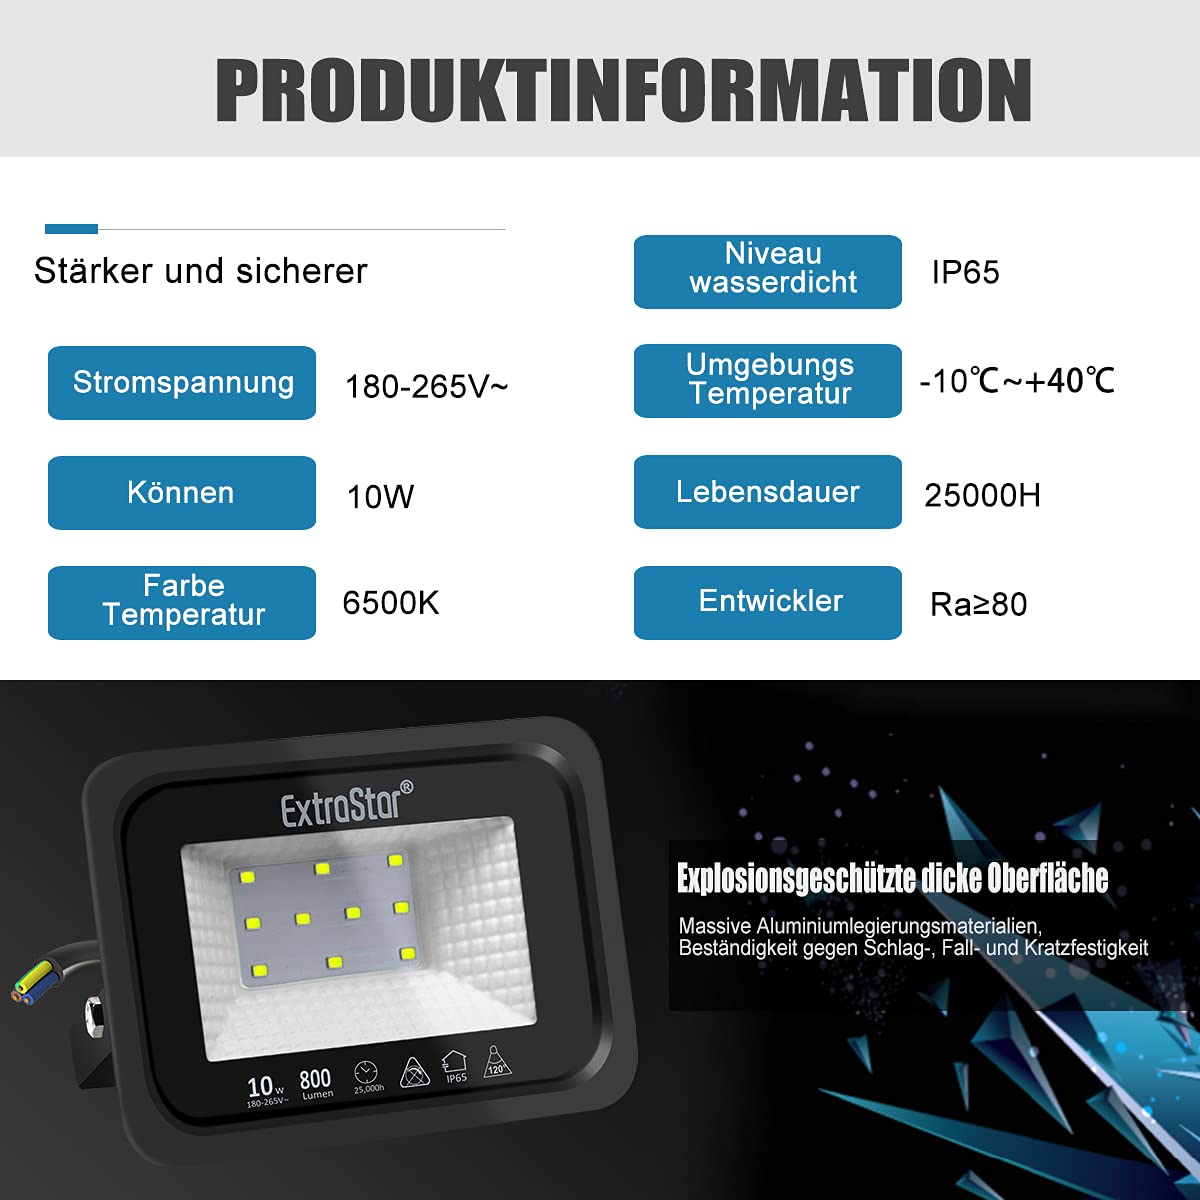 PRODUKTINFORMATION
Stärker und sicherer
Stromspannung
180-265V~
Können
10W
Farbe
Temperatur
6500K
Niveau
wasserdicht
IP65
Umgebungs
Temperatur
-10℃~+40℃
Lebensdauer
25000H
Entwickler
Ra≥80
ExtraStar®
10w
180-265V~
800
Lumen
25,000h
IP65
120°
Explosionsgeschützte dicke Oberfläche
Massive Aluminiumlegierungsmaterialien,
Beständigkeit gegen Schlag-, Fall- und Kratzfestigkeit